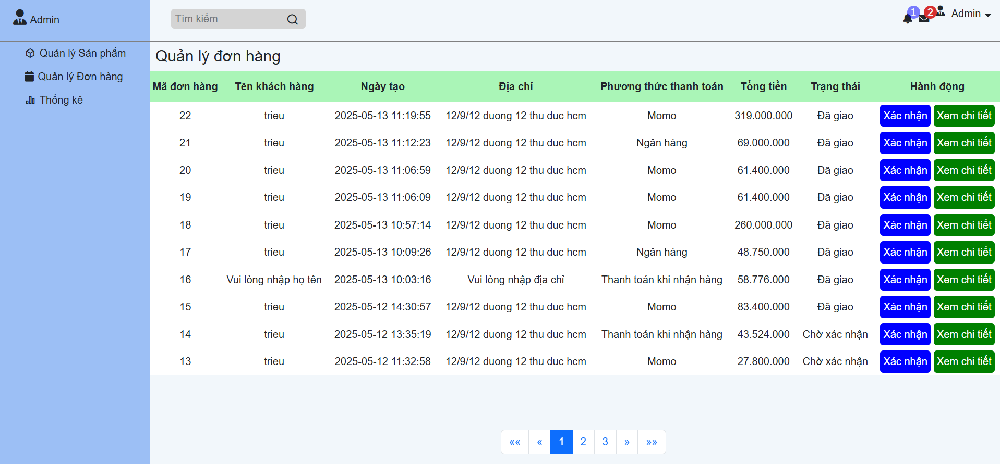 Admin
Tìm kiếm
1
2
Admin
Quản lý Sản phẩm
Quản lý Đơn hàng
Thống kê
Quản lý đơn hàng
Mã đơn hàng Tên khách hàng Ngày tạo Địa chỉ Phương thức thanh toán Tổng tiền Trạng thái Hành động
22 trieu 2025-05-13 11:19:55 12/9/12 duong 12 thu duc hcm Momo 319.000.000 Đã giao Xác nhận Xem chi tiết
21 trieu 2025-05-13 11:12:23 12/9/12 duong 12 thu duc hcm Ngân hàng 69.000.000 Đã giao Xác nhận Xem chi tiết
20 trieu 2025-05-13 11:06:59 12/9/12 duong 12 thu duc hcm Momo 61.400.000 Đã giao Xác nhận Xem chi tiết
19 trieu 2025-05-13 11:06:09 12/9/12 duong 12 thu duc hcm Momo 61.400.000 Đã giao Xác nhận Xem chi tiết
18 trieu 2025-05-13 10:57:14 12/9/12 duong 12 thu duc hcm Momo 260.000.000 Đã giao Xác nhận Xem chi tiết
17 trieu 2025-05-13 10:09:26 12/9/12 duong 12 thu duc hcm Ngân hàng 48.750.000 Đã giao Xác nhận Xem chi tiết
16 Vui lòng nhập họ tên 2025-05-13 10:03:16 Vui lòng nhập địa chỉ Thanh toán khi nhận hàng 58.776.000 Đã giao Xác nhận Xem chi tiết
15 trieu 2025-05-12 14:30:57 12/9/12 duong 12 thu duc hcm Momo 83.400.000 Đã giao Xác nhận Xem chi tiết
14 trieu 2025-05-12 13:35:19 12/9/12 duong 12 thu duc hcm Thanh toán khi nhận hàng 43.524.000 Chờ xác nhận Xác nhận Xem chi tiết
13 trieu 2025-05-12 11:32:58 12/9/12 duong 12 thu duc hcm Momo 27.800.000 Chờ xác nhận Xác nhận Xem chi tiết
«« « 1 2 3 » »»